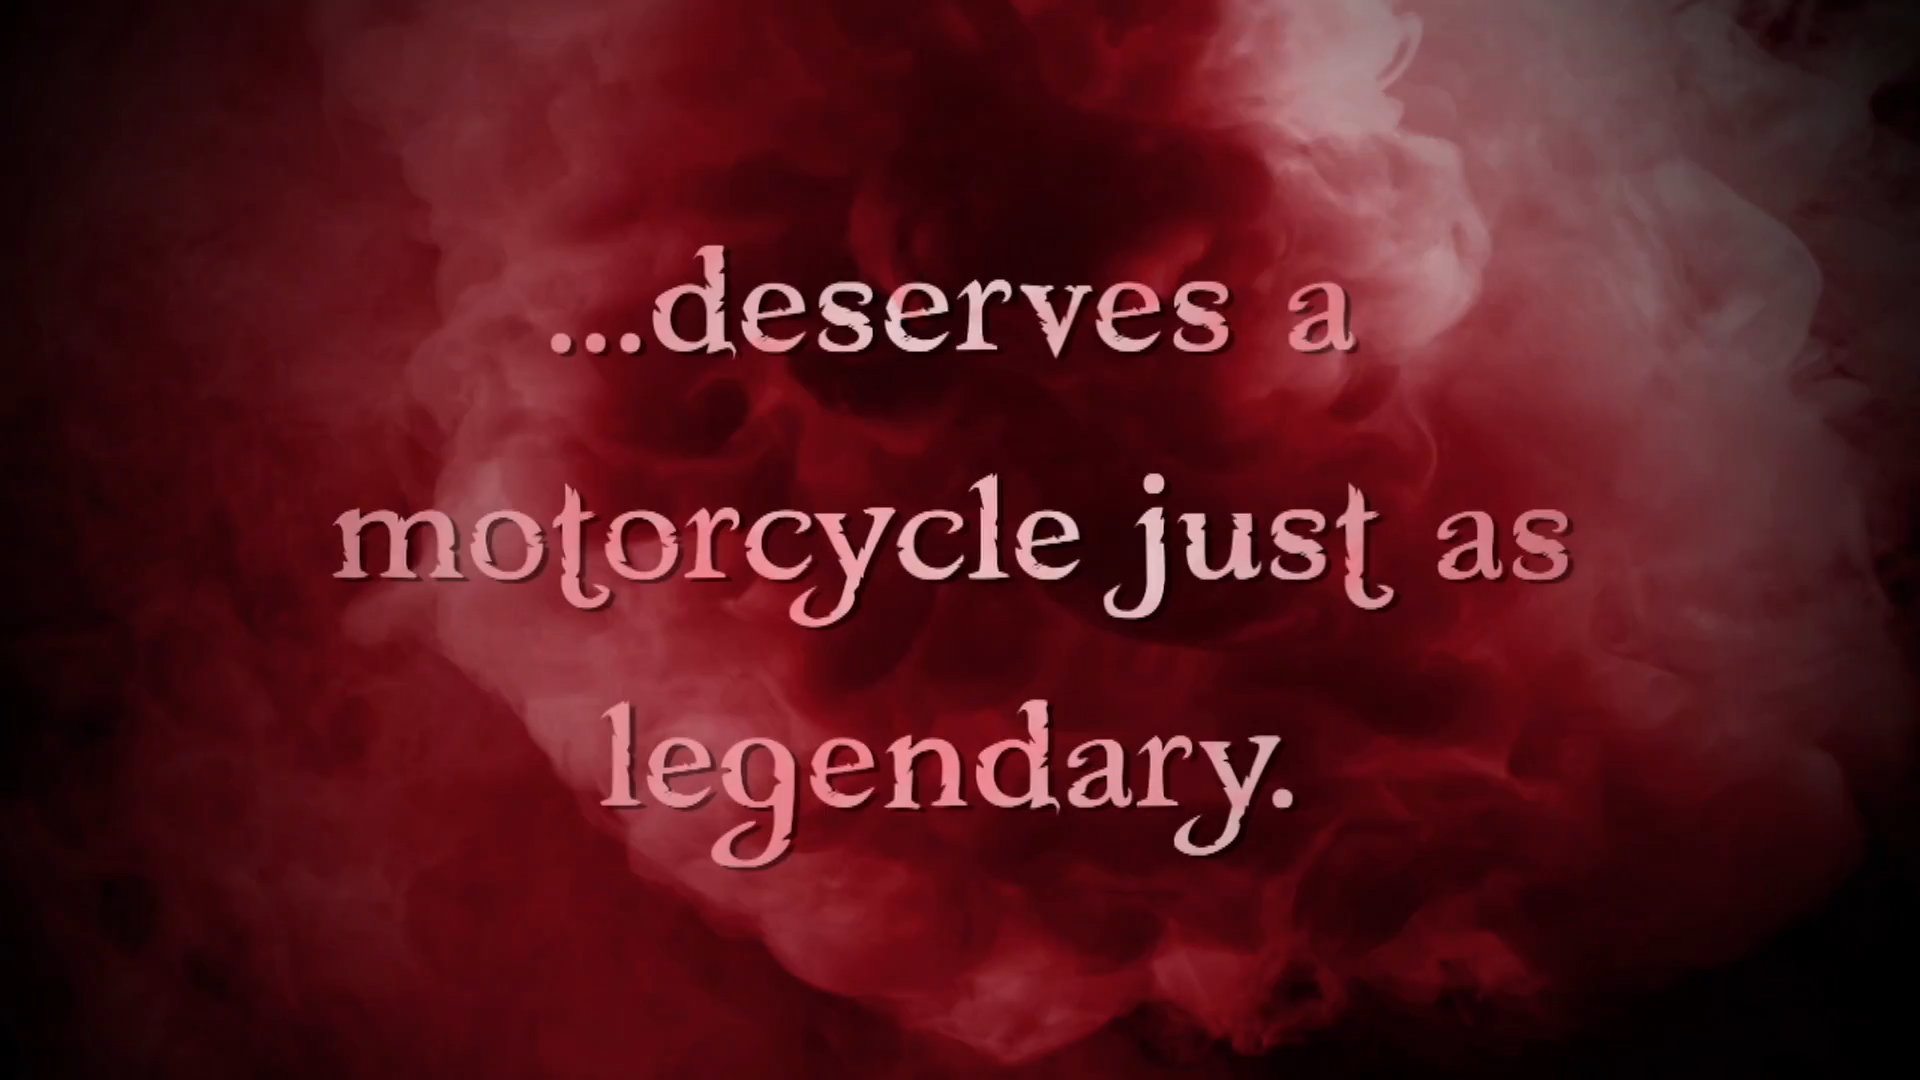 ...deserves a
motorcycle just as
legendary.